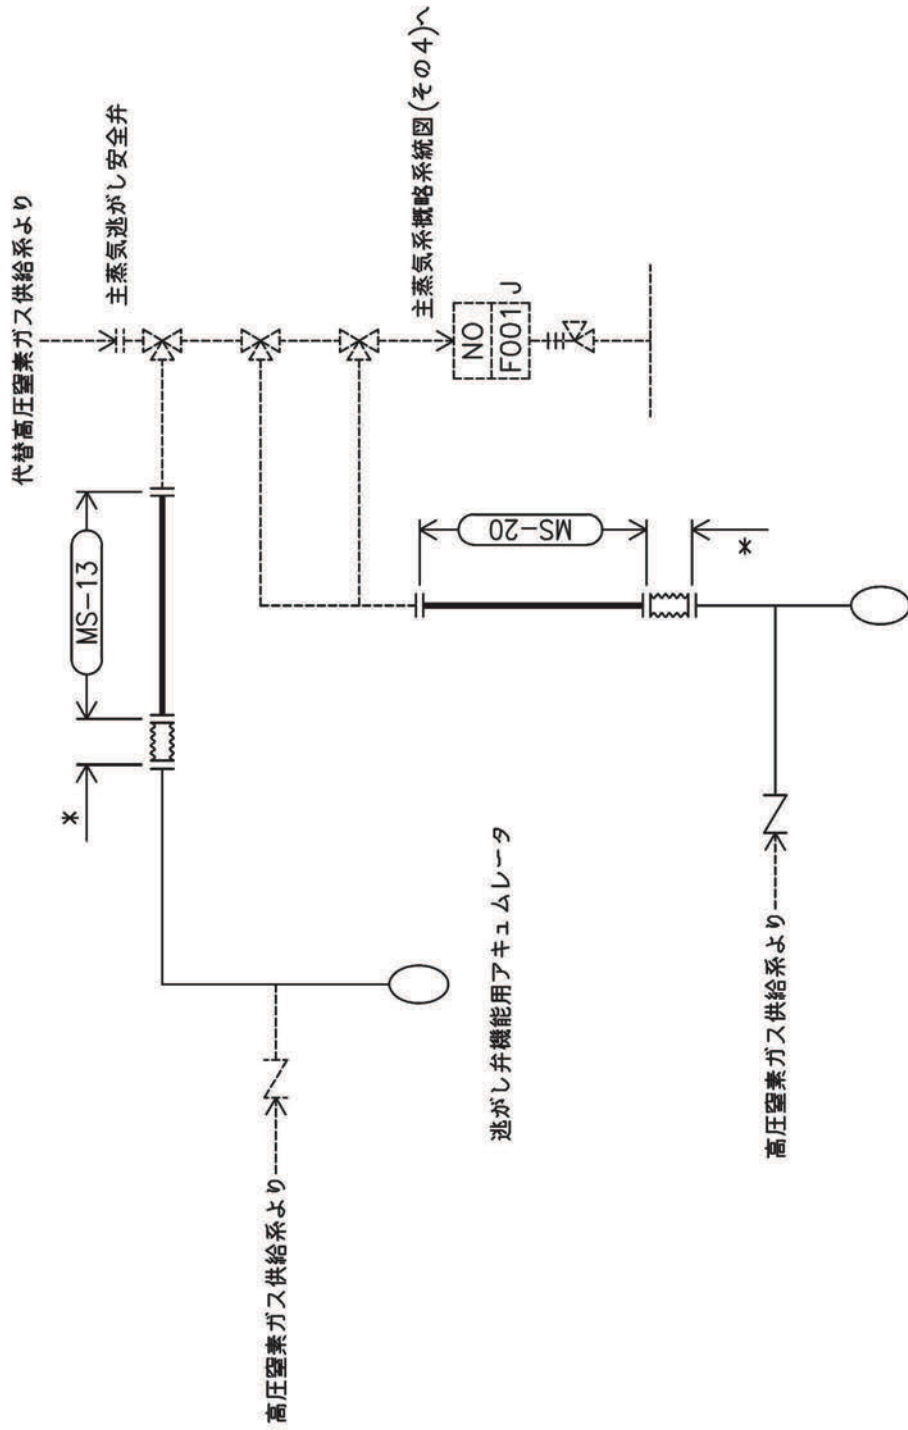 代替高圧窒素ガス供給系より
主蒸気逃がし安全弁
MS-13
*
主蒸気系概略系統図(その4)へ
NO
F001
J
MS-20
*
逃がし弁機能用アキュムレータ
高圧窒素ガス供給系より
高圧窒素ガス供給系より